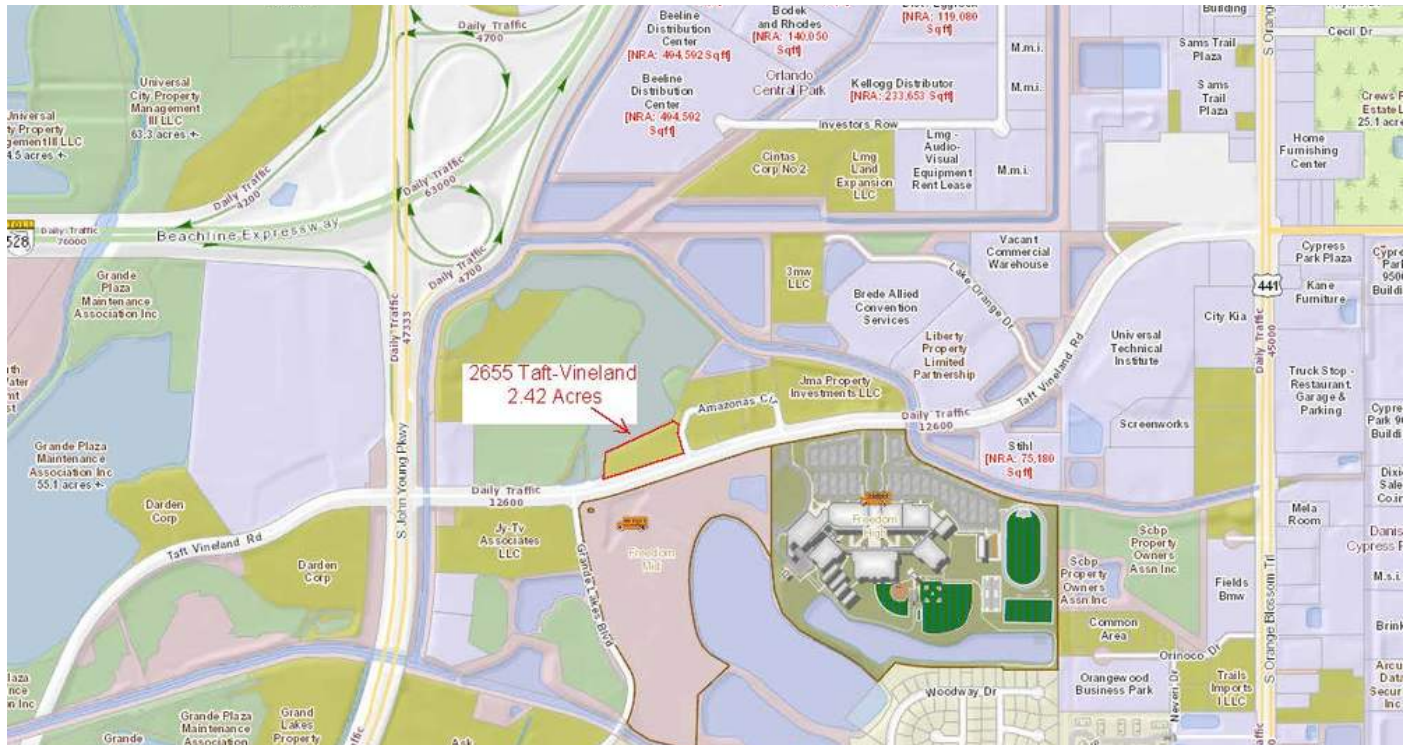 Daily Traffic
4700
Beeline
Distribution
Center
[NRA: 494,592 Sqft]
Bodek
and Rhodes
[NRA: 140,050
Sqft]
[NRA: 119,080
Sqft]
Building
Cecil Dr
Universal
City Property
Management
III LLC
63.3 acres +-
Beeline
Distribution
Center
[NRA: 494,592
Sqft]
Orlando
Central Park
Kellogg Distributor
[NRA: 233,653 Sqft]
M.m.i.
M.m.i.
Sams Trail
Plaza
Sams
Trail
Plaza
Investors Row
Home
Furnishing
Center
Cintas
Corp No 2
Lmg
Land
Expansion
LLC
Lmg -
Audio-
Visual
Equipment
Rent Lease
M.m.i.
Daily Traffic
4200
Daily Traffic
63000
Beachline Expressway
TOLL
528
Daily Traffic
76000
Daily Traffic
4700
Grande
Plaza
Maintenance
Association Inc
Daily Traffic
47333
3mw
LLC
Vacant
Commercial
Warehouse
Lake Orange Dr
Brede Allied
Convention
Services
Liberty
Property
Limited
Partnership
Taft Vineland Rd
Universal
Technical
Institute
City Kia
441
Cypress
Park Plaza
Kane
Furniture
Daily Traffic
45000
2655 Taft-Vineland
2.42 Acres
Jma Property
Investments LLC
Amazonas Ct
Daily Traffic
12600
Screenworks
Truck Stop -
Restaurant,
Garage &
Parking
Stihl
[NRA: 75,180
Sqft]
Grande Plaza
Maintenance
Association Inc
55.1 acres +-
S John Young Pkwy
Daily Traffic
12600
Darden
Corp
Taft Vineland Rd
Darden
Corp
Jy-Tv
Associates
LLC
Grande Lakes Blvd
Freedom
Mid
Freedom
High
Mela
Room
Scbp
Property
Owners
Assn Inc
Scbp
Property
Owners
Assn Inc
Fields
Bmw
M.s.i.
Common
Area
Orinoco Dr
S Orange Blossom Trl
Orangewood
Business Park
Neveri Dr
Trails
Imports
I LLC
Woodway Dr
Grande Plaza
Maintenance
Association
Grand
Lakes
Property
Grande
Daily Traffic